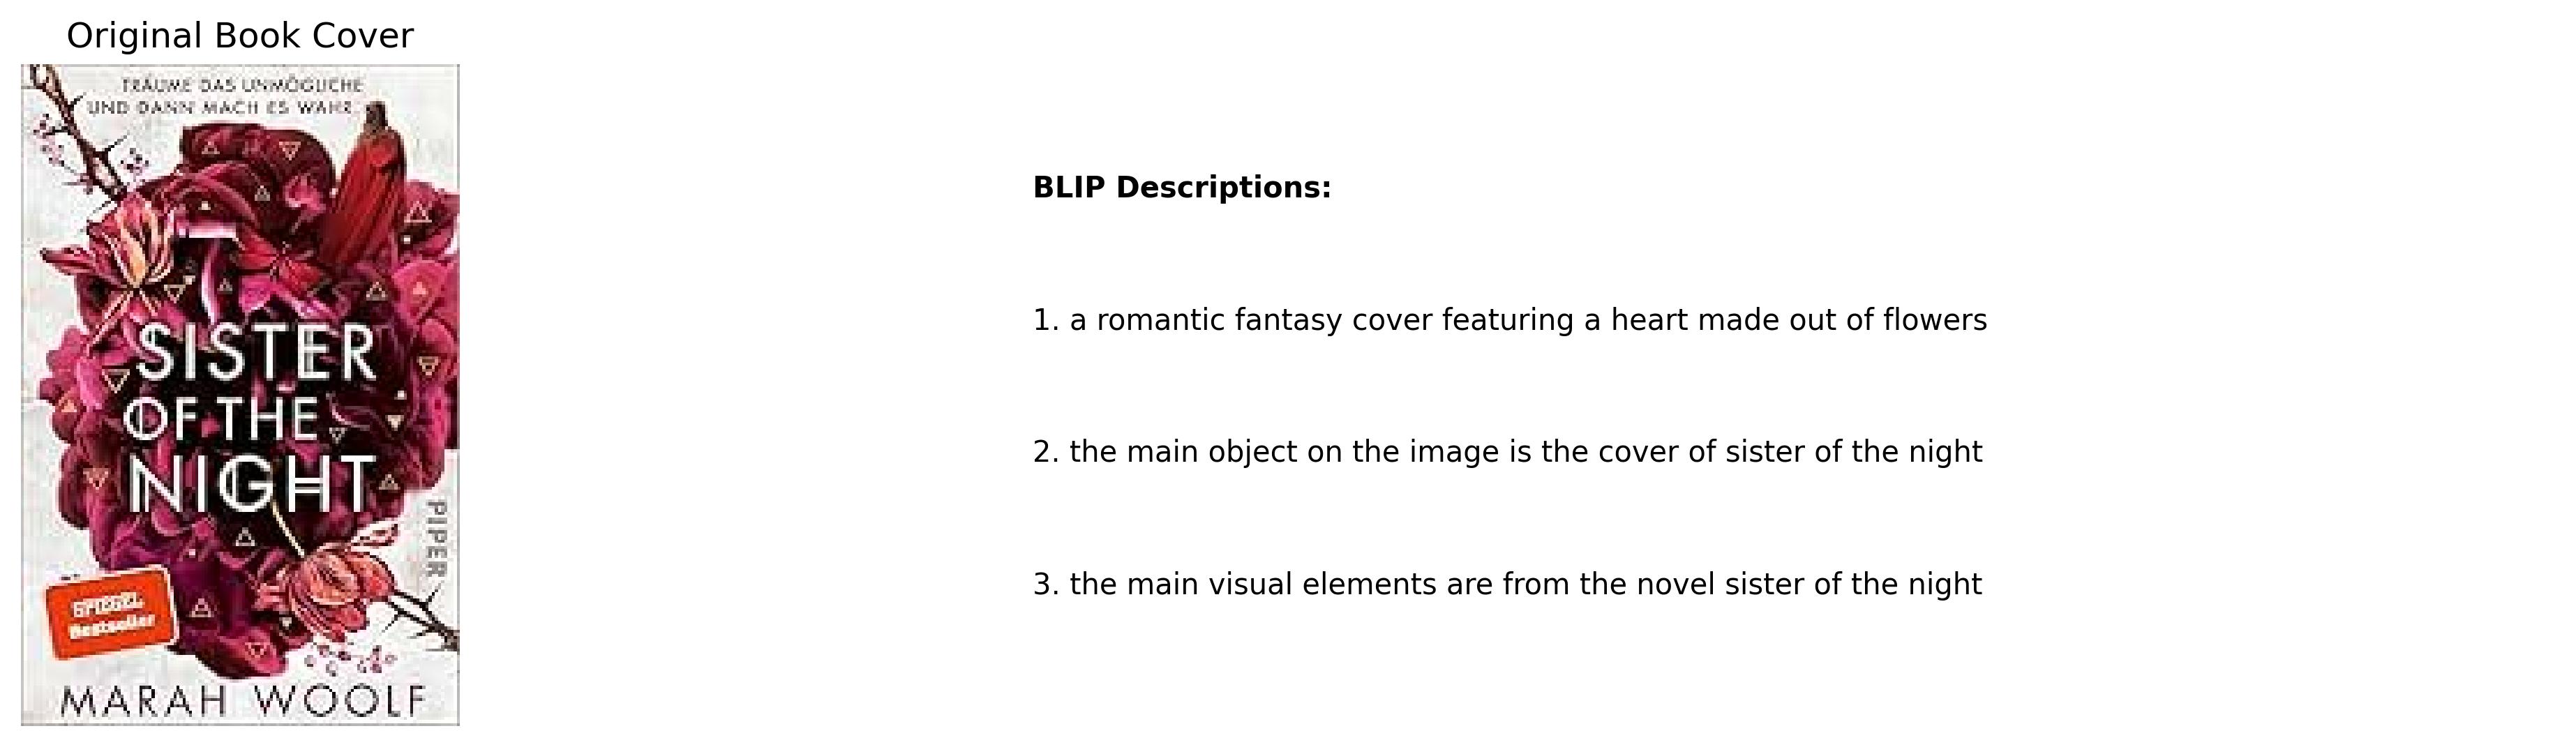 Original Book Cover
TRÄUME DAS UNMÖGLICHE
UND DANN MACH ES WAHR
SISTER
OF THE
NIGHT
PIPER
SPIEGEL
Bestseller
MARAH WOOLF
BLIP Descriptions:
1. a romantic fantasy cover featuring a heart made out of flowers
2. the main object on the image is the cover of sister of the night
3. the main visual elements are from the novel sister of the night